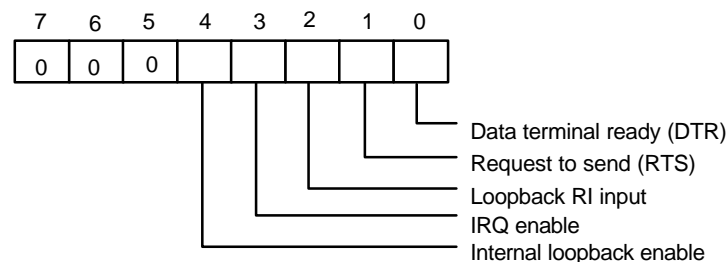 7 6 5 4 3 2 1 0
0 0 0
Data terminal ready (DTR)
Request to send (RTS)
Loopback RI input
IRQ enable
Internal loopback enable